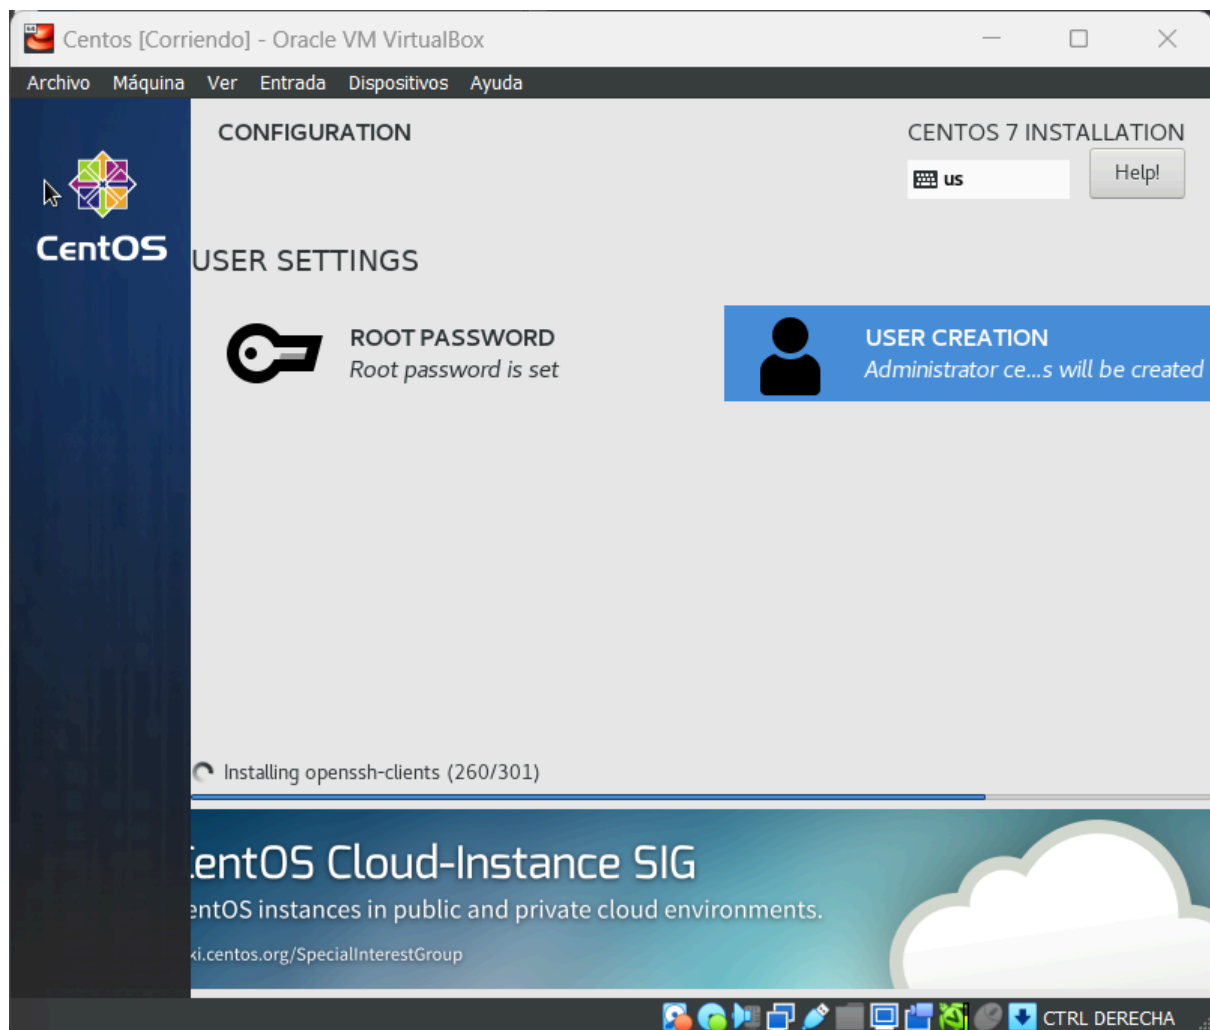 Centos [Corriendo] - Oracle VM VirtualBox
Archivo Máquina Ver Entrada Dispositivos Ayuda
CONFIGURATION
CENTOS 7 INSTALLATION
us
Help!
CentOS
USER SETTINGS
ROOT PASSWORD
Root password is set
USER CREATION
Administrator ce...s will be created
Installing openssh-clients (260/301)
entOS Cloud-Instance SIG
entOS instances in public and private cloud environments.
ki.centos.org/SpecialInterestGroup
CTRL DERECHA